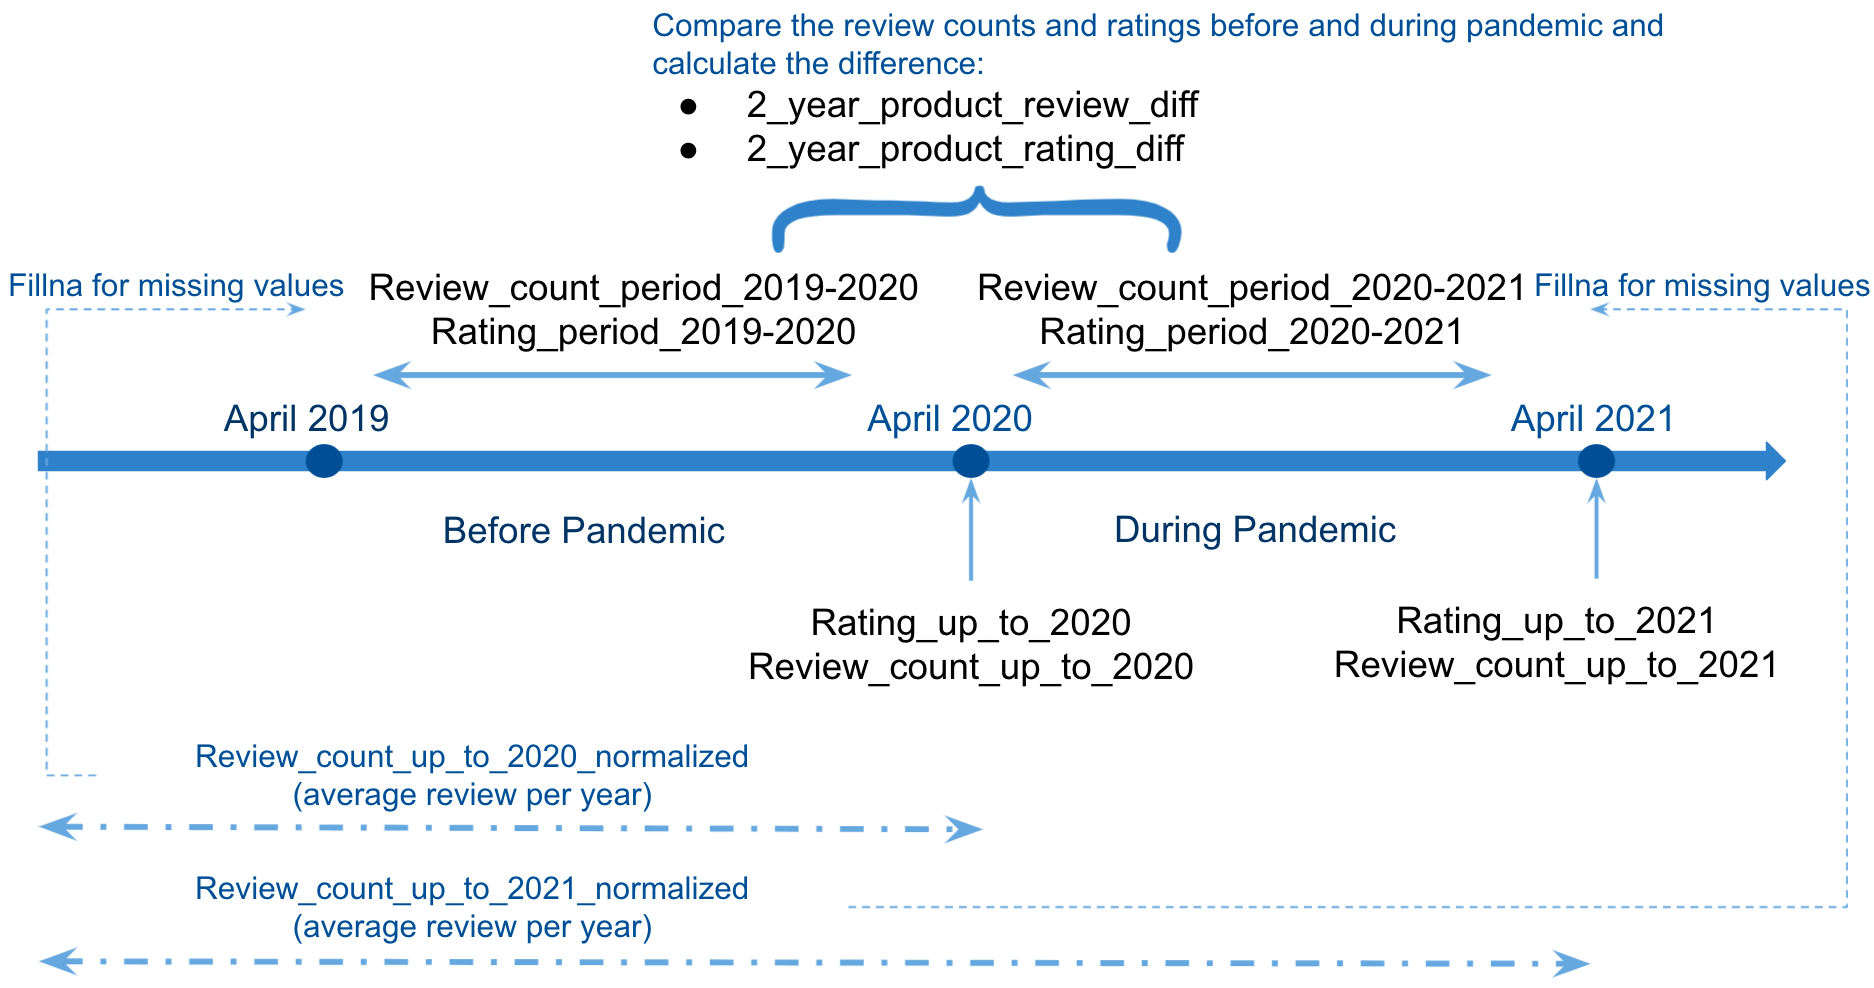 Compare the review counts and ratings before and during pandemic and
calculate the difference:
● 2_year_product_review_diff
● 2_year_product_rating_diff
Fillna for missing values
Review_count_period_2019-2020
Rating_period_2019-2020
Review_count_period_2020-2021
Rating_period_2020-2021
Fillna for missing values
April 2019
April 2020
April 2021
Before Pandemic
During Pandemic
Rating_up_to_2020
Review_count_up_to_2020
Rating_up_to_2021
Review_count_up_to_2021
Review_count_up_to_2020_normalized
(average review per year)
Review_count_up_to_2021_normalized
(average review per year)